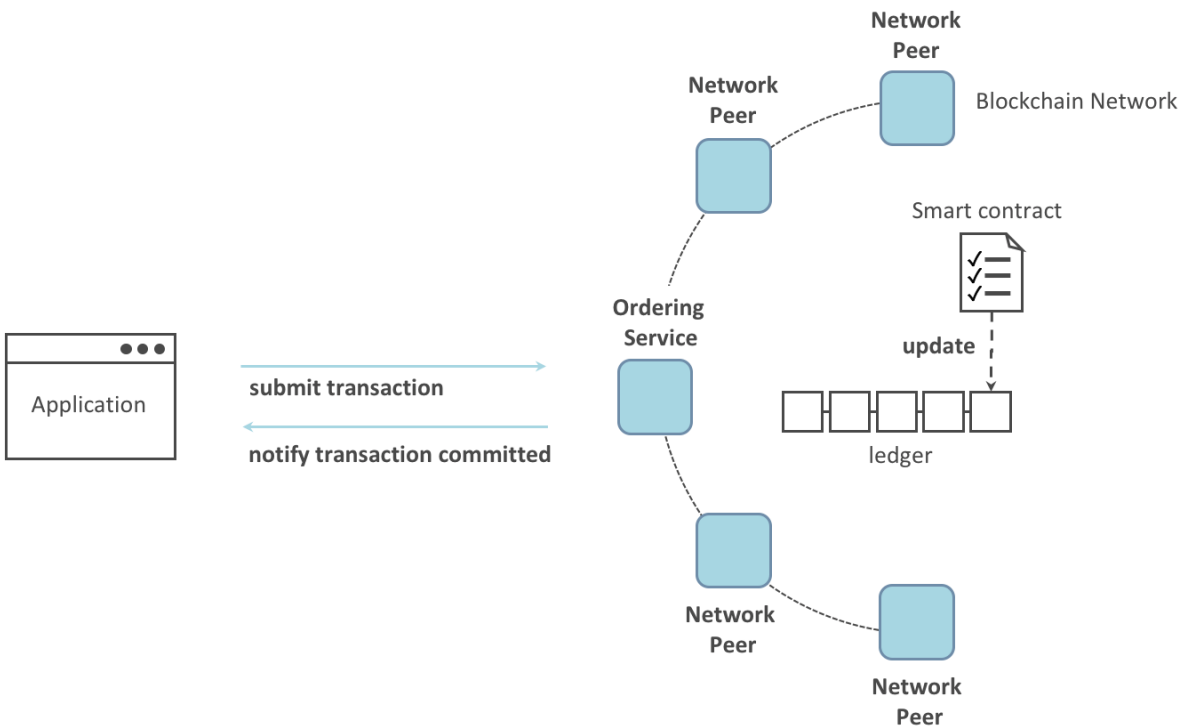 Network
Peer
Network
Peer
Blockchain Network
Smart contract
Ordering
Service
update
submit transaction
Application
notify transaction committed
ledger
Network
Peer
Network
Peer